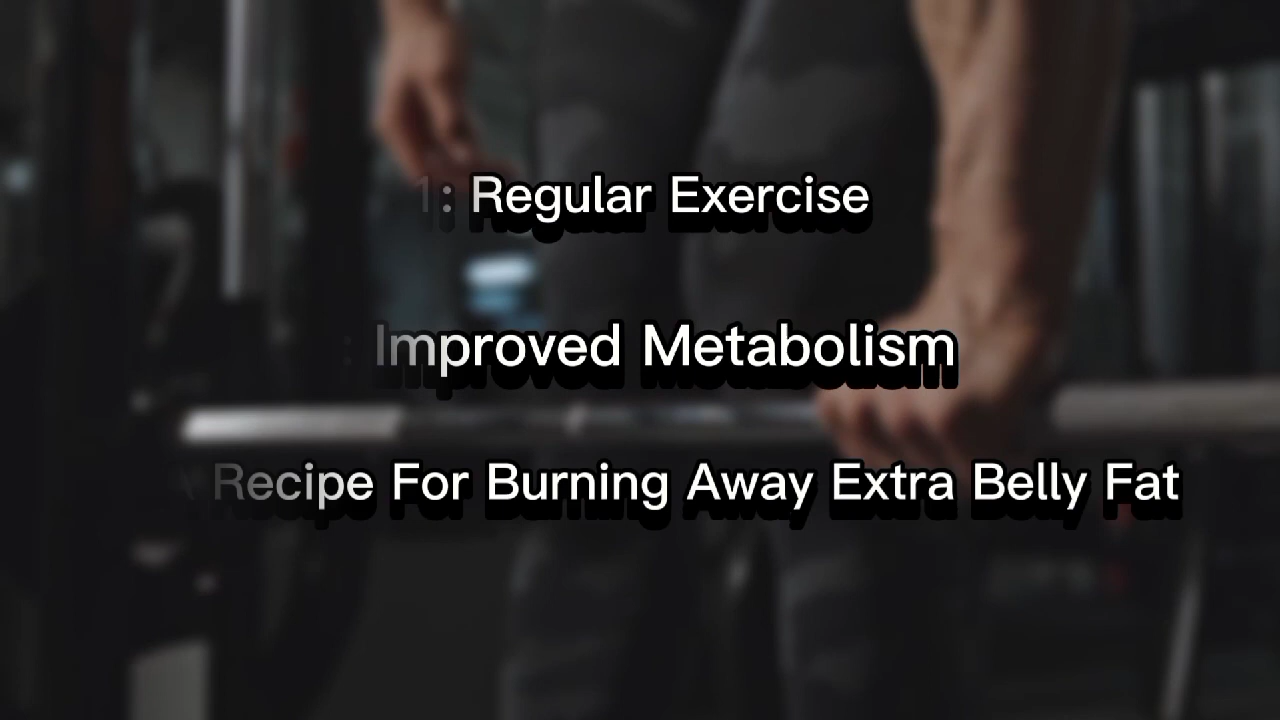 1: Regular Exercise
: Improved Metabolism
Recipe For Burning Away Extra Belly Fat